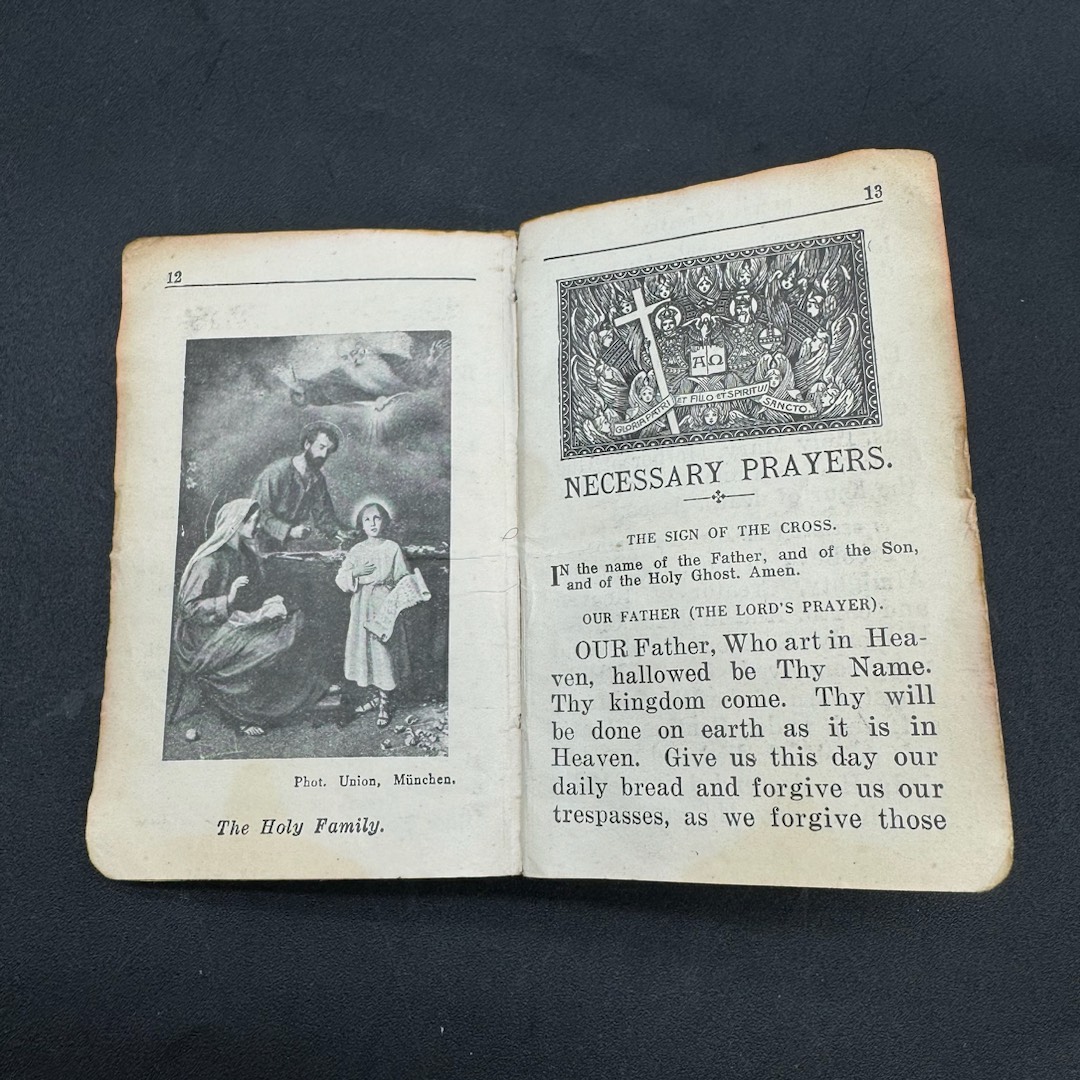 12
Phot. Union, München.
The Holy Family.
13
ΑΩ
GLORIA PATRI ET FILIO ET SPIRITUI SANCTO
NECESSARY PRAYERS.
THE SIGN OF THE CROSS.
IN the name of the Father, and of the Son,
and of the Holy Ghost. Amen.
OUR FATHER (THE LORD'S PRAYER).
OUR Father, Who art in Hea-
ven, hallowed be Thy Name.
Thy kingdom come. Thy will
be done on earth as it is in
Heaven. Give us this day our
daily bread and forgive us our
trespasses, as we forgive those